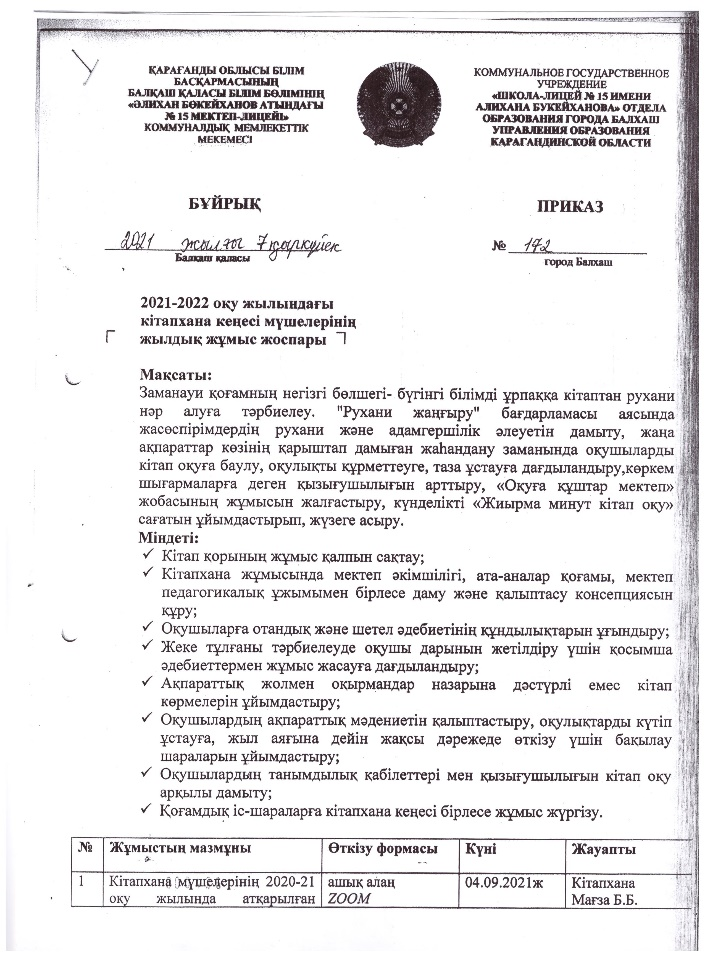 ҚАРАҒАНДЫ ОБЛЫСЫ БІЛІМ
БАСҚАРМАСЫНЫҢ
БАЛҚАШ ҚАЛАСЫ БІЛІМ БӨЛІМІНІҢ
«ӘЛИХАН БӨКЕЙХАНОВ АТЫНДАҒЫ
№ 15 МЕКТЕП-ЛИЦЕЙІ»
КОММУНАЛДЫҚ МЕМЛЕКЕТТІК
МЕКЕМЕСІ
КОММУНАЛЬНОЕ ГОСУДАРСТВЕННОЕ
УЧРЕЖДЕНИЕ
«ШКОЛА-ЛИЦЕЙ № 15 ИМЕНИ
АЛИХАНА БУКЕЙХАНОВА» ОТДЕЛА
ОБРАЗОВАНИЯ ГОРОДА БАЛХАШ
УПРАВЛЕНИЯ ОБРАЗОВАНИЯ
КАРАГАНДИНСКОЙ ОБЛАСТИ
БҰЙРЫҚ
ПРИКАЗ
2021 жылғы 7 қыркүйек
Балқаш қаласы
№ 192
город Балхаш
2021-2022 оқу жылындағы
кітапхана кеңесі мүшелерінің
жылдық жұмыс жоспары
Мақсаты:
Заманауи қоғамның негізгі бөлшегі- бүгінгі білімді ұрпаққа кітаптан рухани
нәр алуға тәрбиелеу. "Рухани жаңғыру" бағдарламасы аясында
жасөспірімдердің рухани және адамгершілік әлеуетін дамыту, жаңа
ақпараттар көзінің қарыштап дамыған жаһандану заманында оқушыларды
кітап оқуға баулу, оқулықты құрметтеуге, таза ұстауға дағдыландыру,көркем
шығармаларға деген қызығушылығын арттыру, «Оқуға құштар мектеп»
жобасының жұмысын жалғастыру, күнделікті «Жиырма минут кітап оқу»
сағатын ұйымдастырып, жүзеге асыру.
Міндеті:
✓ Кітап қорының жұмыс қалпын сақтау;
✓ Кітапхана жұмысында мектеп әкімшілігі, ата-аналар қоғамы, мектеп
педагогикалық ұжымымен бірлесе даму және қалыптасу консепциясын
құру;
✓ Оқушыларға отандық және шетел әдебиетінің құндылықтарын ұғындыру;
✓ Жеке тұлғаны тәрбиелеуде оқушы дарынын жетілдіру үшін қосымша
әдебиеттермен жұмыс жасауға дағдыландыру;
✓ Ақпараттық жолмен оқырмандар назарына дәстүрлі емес кітап
көрмелерін ұйымдастыру;
✓ Оқушылардың ақпараттық мәдениетін қалыптастыру, оқулықтарды күтіп
ұстауға, жыл аяғына дейін жақсы дәрежеде өткізу үшін бақылау
шараларын ұйымдастыру;
✓ Оқушылардың танымдылық қабілеттері мен қызығушылығын кітап оқу
арқылы дамыту;
✓ Қоғамдық іс-шараларға кітапхана кеңесі бірлесе жұмыс жүргізу.
№ Жұмыстың мазмұны Өткізу формасы Күні Жауапты
1 Кітапхана мүшелерінің 2020-21 ашық алаң 04.09.2021ж Кітапхана
оқу жылында атқарылған ZOOM Мағза Б.Б.